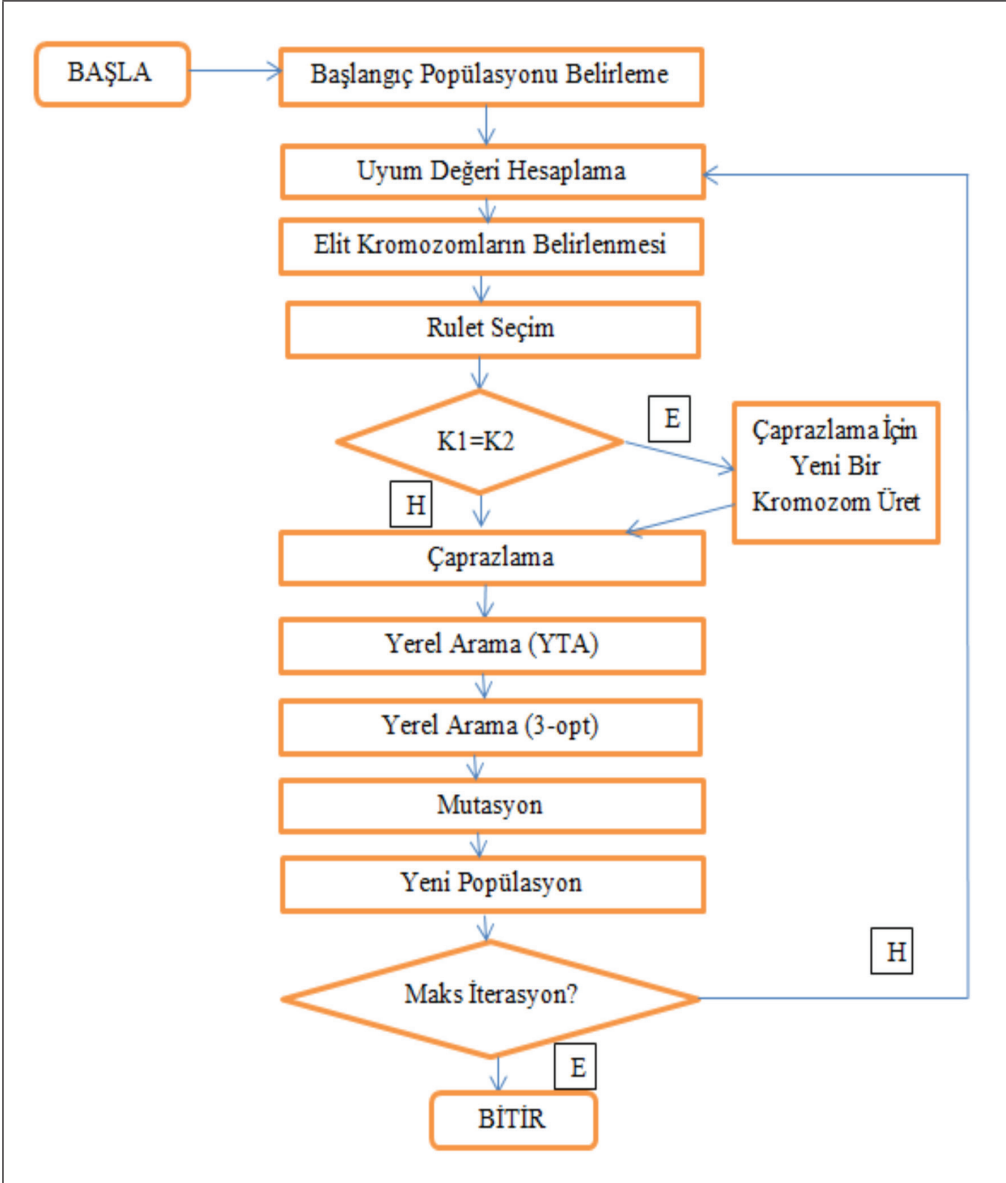 BAŞLA
Başlangıç Popülasyonu Belirleme
Uyum Değeri Hesaplama
Elit Kromozomların Belirlenmesi
Rulet Seçim
K1=K2
E
Çaprazlama İçin
Yeni Bir
Kromozom Üret
H
Çaprazlama
Yerel Arama (YTA)
Yerel Arama (3-opt)
Mutasyon
Yeni Popülasyon
H
Maks İterasyon?
E
BİTİR